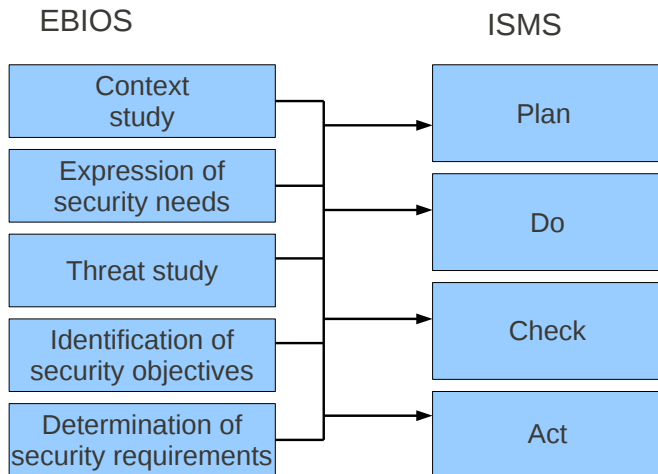 EBIOS
Context
study
Expression of
security needs
Threat study
Identification of
security objectives
Determination of
security requirements
ISMS
Plan
Do
Check
Act